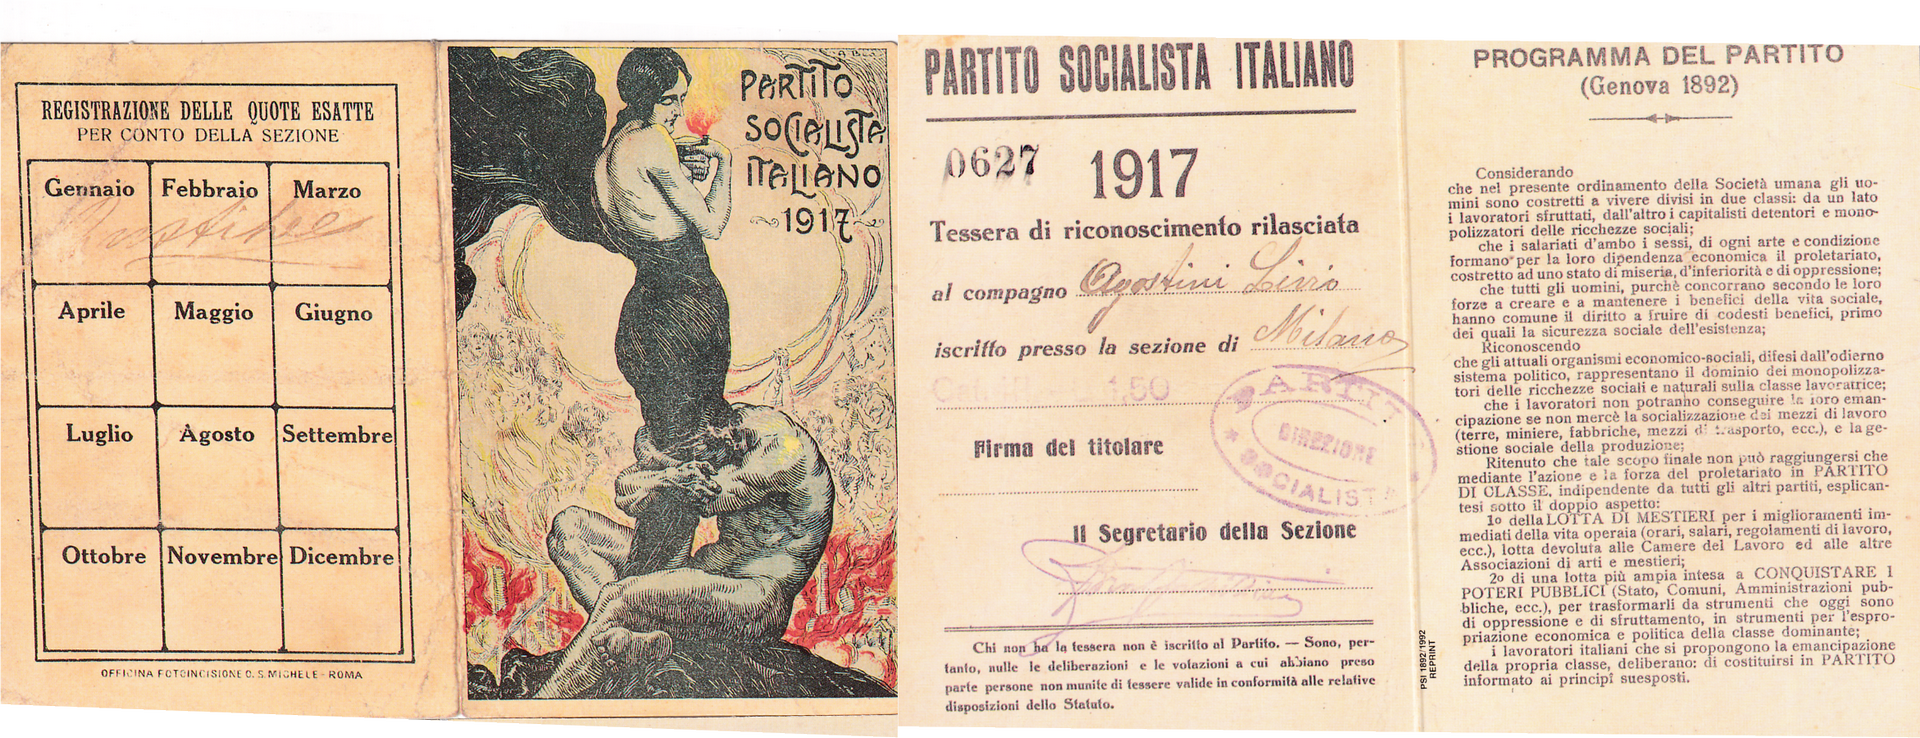 REGISTRAZIONE DELLE QUOTE ESATTE
PER CONTO DELLA SEZIONE
Gennaio Febbraio Marzo
Aprile Maggio Giugno
Luglio Agosto Settembre
Ottobre Novembre Dicembre
OFFICINA FOTOINCISIONE O. S. MICHELE - ROMA
PARTITO
SOCIALISTA
ITALIANO
1917
PARTITO SOCIALISTA ITALIANO
0627 1917
Tessera di riconoscimento rilasciata
al compagno Agostini Livio
iscritto presso la sezione di Milano
1,50
PARTITO
DIREZIONE
SOCIALISTA
Firma del titolare
Il Segretario della Sezione
Chi non ha la tessera non è iscritto al Partito. — Sono, per-
tanto, nulle le deliberazioni e le votazioni a cui abbiano preso
parte persone non munite di tessere valide in conformità alle relative
disposizioni dello Statuto.
PROGRAMMA DEL PARTITO
(Genova 1892)
Considerando
che nel presente ordinamento della Società umana gli uo-
mini sono costretti a vivere divisi in due classi: da un lato
i lavoratori sfruttati, dall'altro i capitalisti detentori e mono-
polizzatori delle ricchezze sociali;
che i salariati d'ambo i sessi, di ogni arte e condizione
formano per la loro dipendenza economica il proletariato,
costretto ad uno stato di miseria, d'inferiorità e di oppressione;
che tutti gli uomini, purchè concorrano secondo le loro
forze a creare e a mantenere i benefici della vita sociale,
hanno comune il diritto a fruire di codesti benefici, primo
dei quali la sicurezza sociale dell'esistenza;
Riconoscendo
che gli attuali organismi economico-sociali, difesi dall'odierno
sistema politico, rappresentano il dominio dei monopolizza-
tori delle ricchezze sociali e naturali sulla classe lavoratrice;
che i lavoratori non potranno conseguire la loro eman-
cipazione se non mercè la socializzazione dei mezzi di lavoro
(terre, miniere, fabbriche, mezzi di trasporto, ecc.), e la ge-
stione sociale della produzione;
Ritenuto che tale scopo finale non può raggiungersi che
mediante l'azione e la forza del proletariato in PARTITO
DI CLASSE, indipendente da tutti gli altri partiti, esplican-
tesi sotto il doppio aspetto:
1o della LOTTA DI MESTIERI per i miglioramenti im-
mediati della vita operaia (orari, salari, regolamenti di lavoro,
ecc.), lotta devoluta alle Camere del Lavoro ed alle altre
Associazioni di arti e mestieri;
2o di una lotta più ampia intesa a CONQUISTARE I
POTERI PUBBLICI (Stato, Comuni, Amministrazioni pub-
bliche, ecc.), per trasformarli da strumenti che oggi sono
di oppressione e di sfruttamento, in strumenti per l'espro-
priazione economica e politica della classe dominante;
i lavoratori italiani che si propongono la emancipazione
della propria classe, deliberano: di costituirsi in PARTITO
informato ai principî suesposti.
PSI 1892/1992
REPRINT